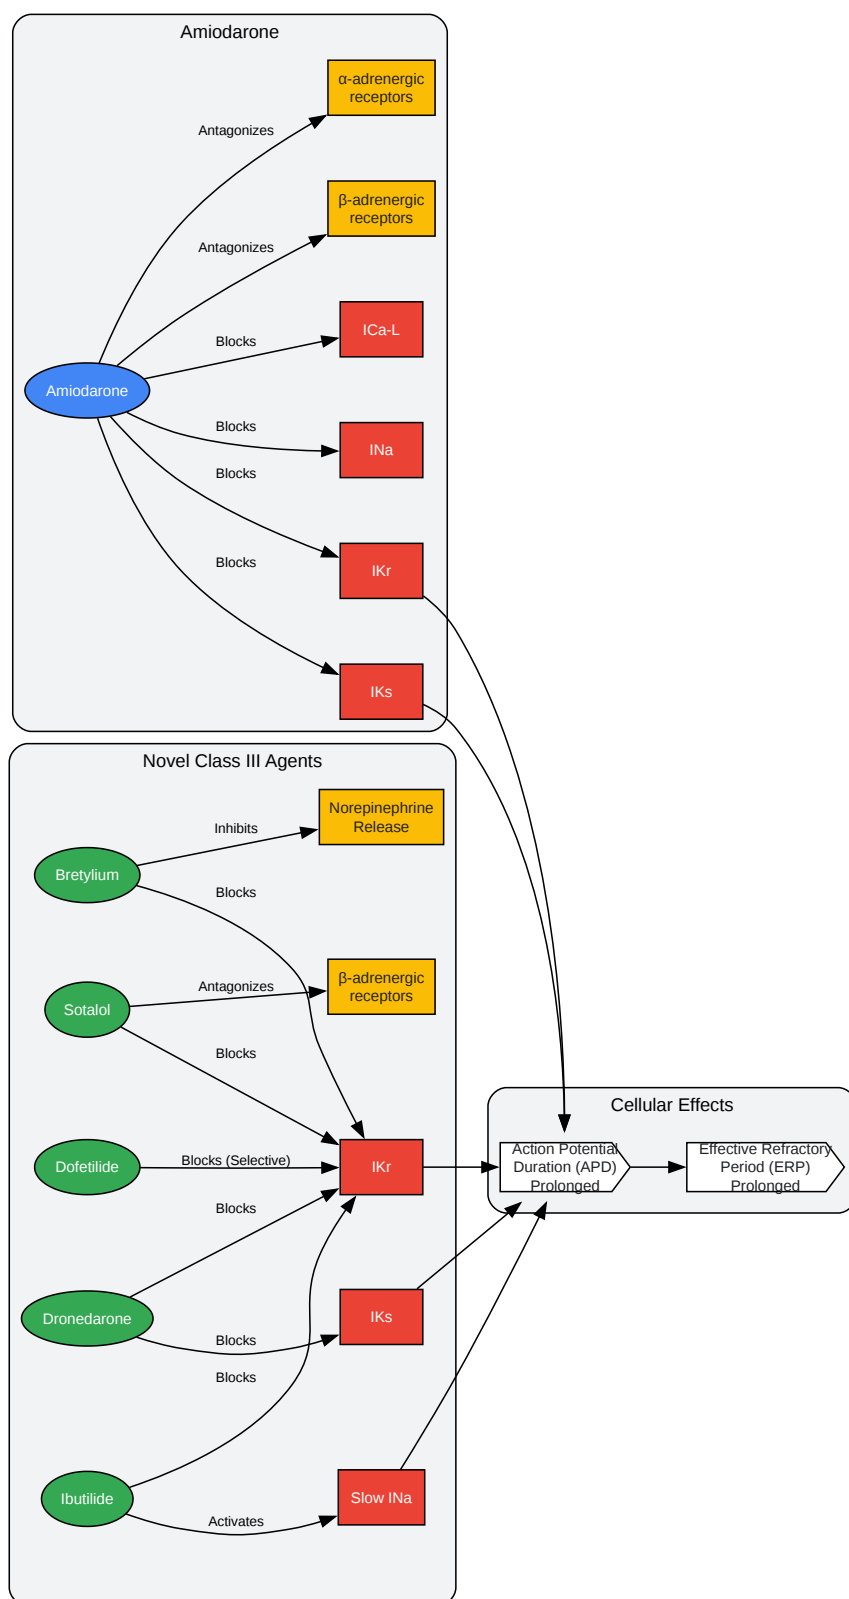 Amiodarone
α-adrenergic
receptors
Antagonizes
β-adrenergic
receptors
Antagonizes
ICa-L
Blocks
Amiodarone
Blocks
INa
Blocks
IKr
Blocks
IKs
Novel Class III Agents
Norepinephrine
Release
Inhibits
Bretylium
Blocks
β-adrenergic
receptors
Antagonizes
Sotalol
Blocks
Dofetilide
Blocks (Selective)
IKr
Blocks
Dronedarone
IKs
Blocks
Blocks
Ibutilide
Slow INa
Activates
Cellular Effects
Action Potential
Duration (APD)
Prolonged
Effective Refractory
Period (ERP)
Prolonged